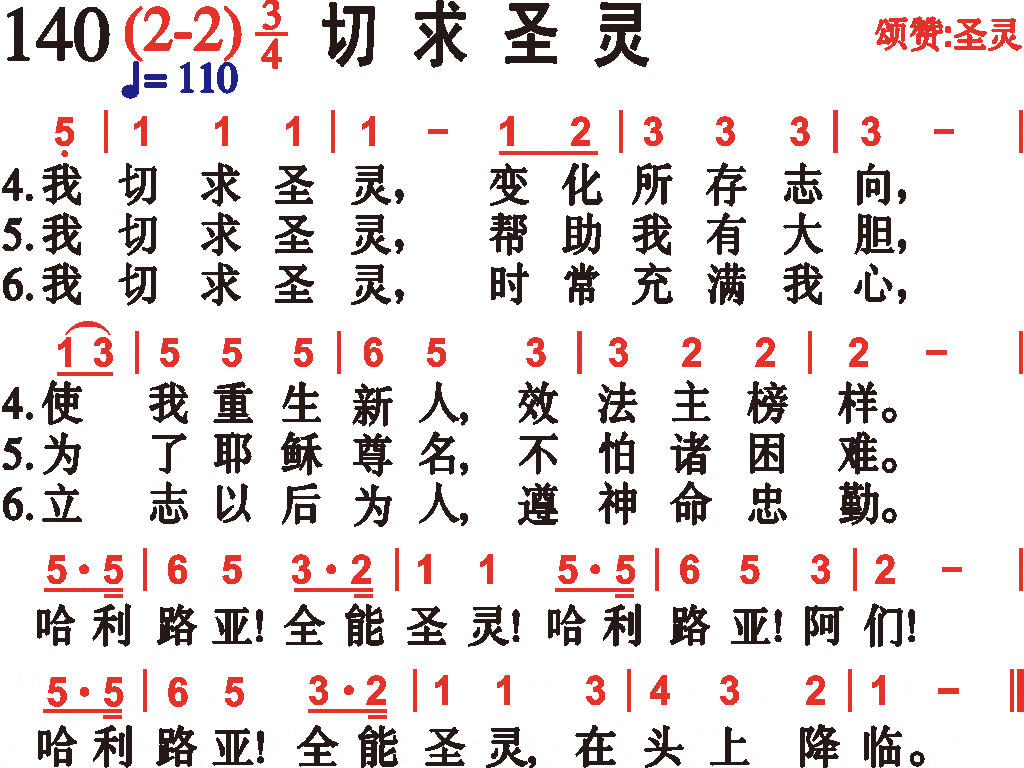 140 (2-2) 3/4 切求圣灵 颂赞:圣灵
♩= 110
5 | 1 1 1 | 1 - 1 2 | 3 3 3 | 3 - |
4.我切求圣灵，变化所存志向，
5.我切求圣灵，帮助我有大胆，
6.我切求圣灵，时常充满我心，
1 3 | 5 5 5 | 6 5 3 | 3 2 2 | 2 - |
4.使我重生新人，效法主榜样。
5.为了耶稣尊名，不怕诸困难。
6.立志以后为人，遵神命忠勤。
5·5 | 6 5 3·2 | 1 1 5·5 | 6 5 3 | 2 - |
哈利路亚!全能圣灵!哈利路亚!阿们!
5·5 | 6 5 3·2 | 1 1 3 | 4 3 2 | 1 - ‖
哈利路亚!全能圣灵，在头上降临。